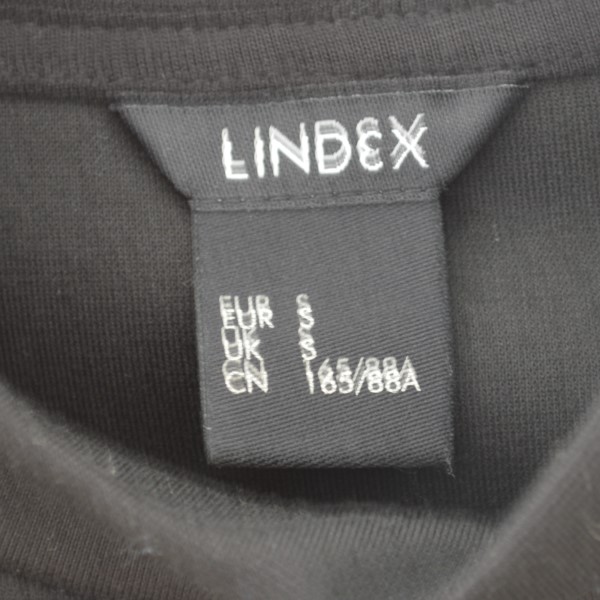 LINDEX
EUR S
UK S
CN 165/88A